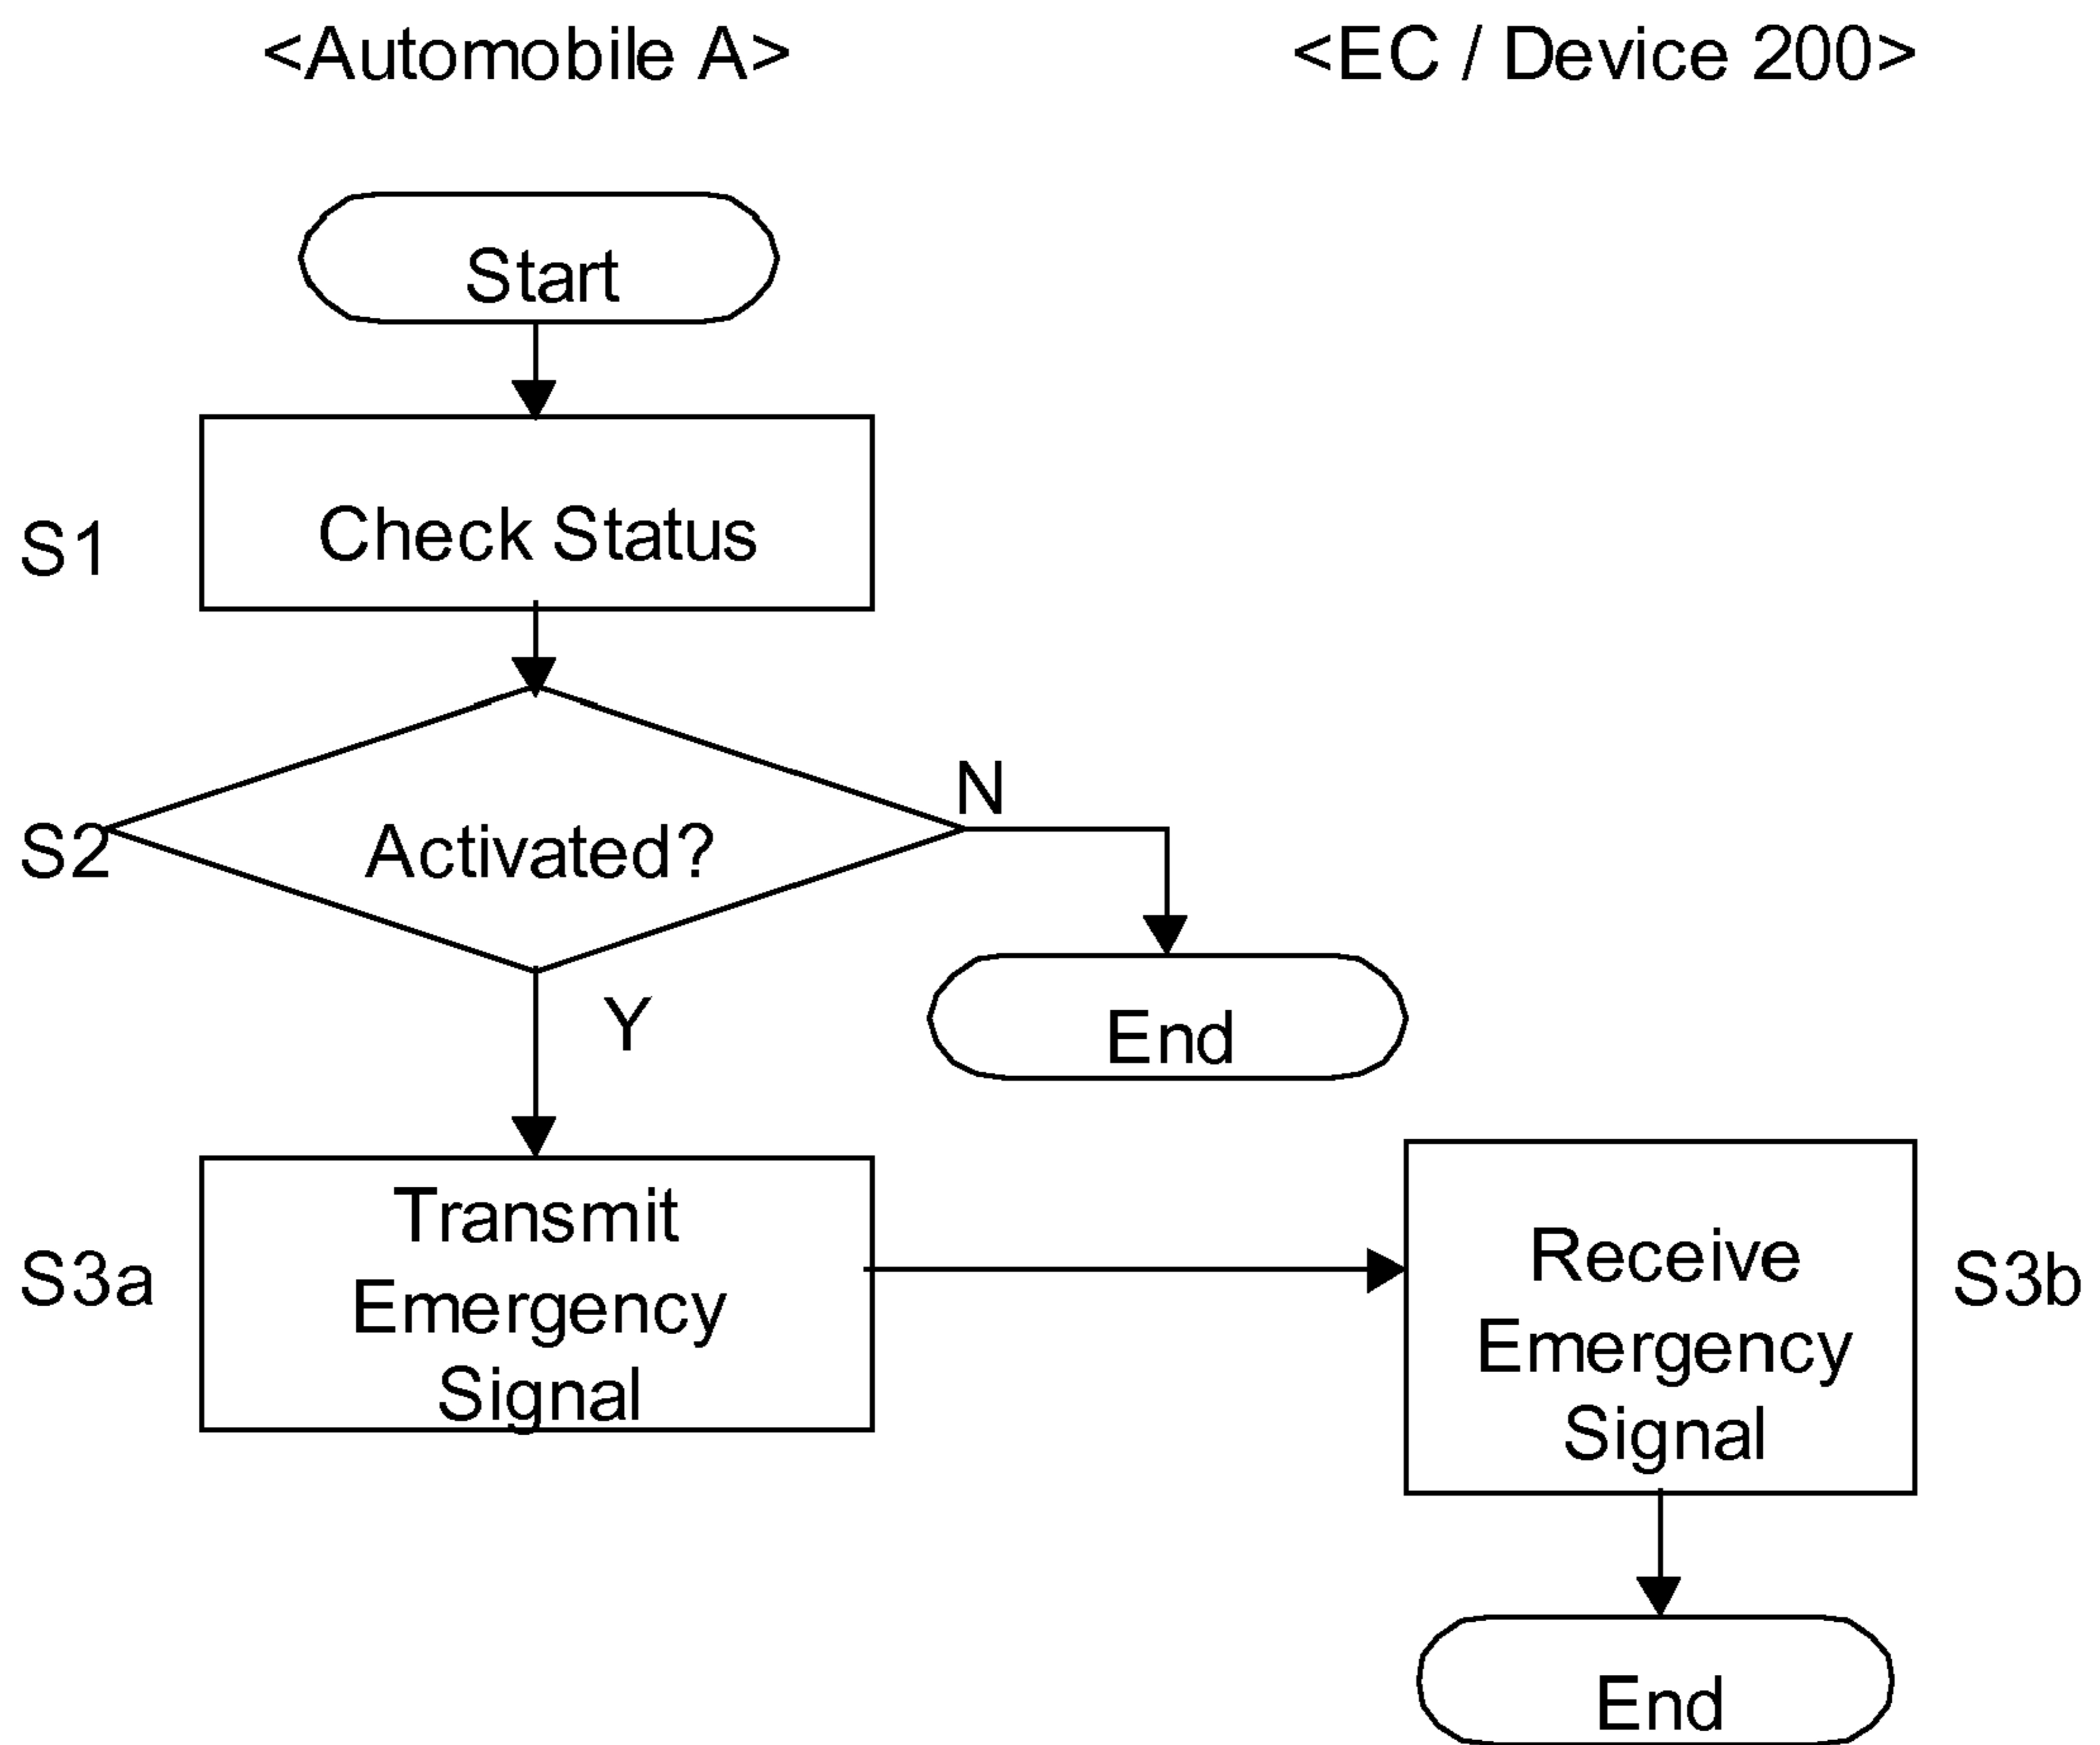 <Automobile A>
<EC / Device 200>
Start
S1
Check Status
S2
Activated?
N
Y
End
S3a
Transmit
Emergency
Signal
Receive
Emergency
Signal
S3b
End